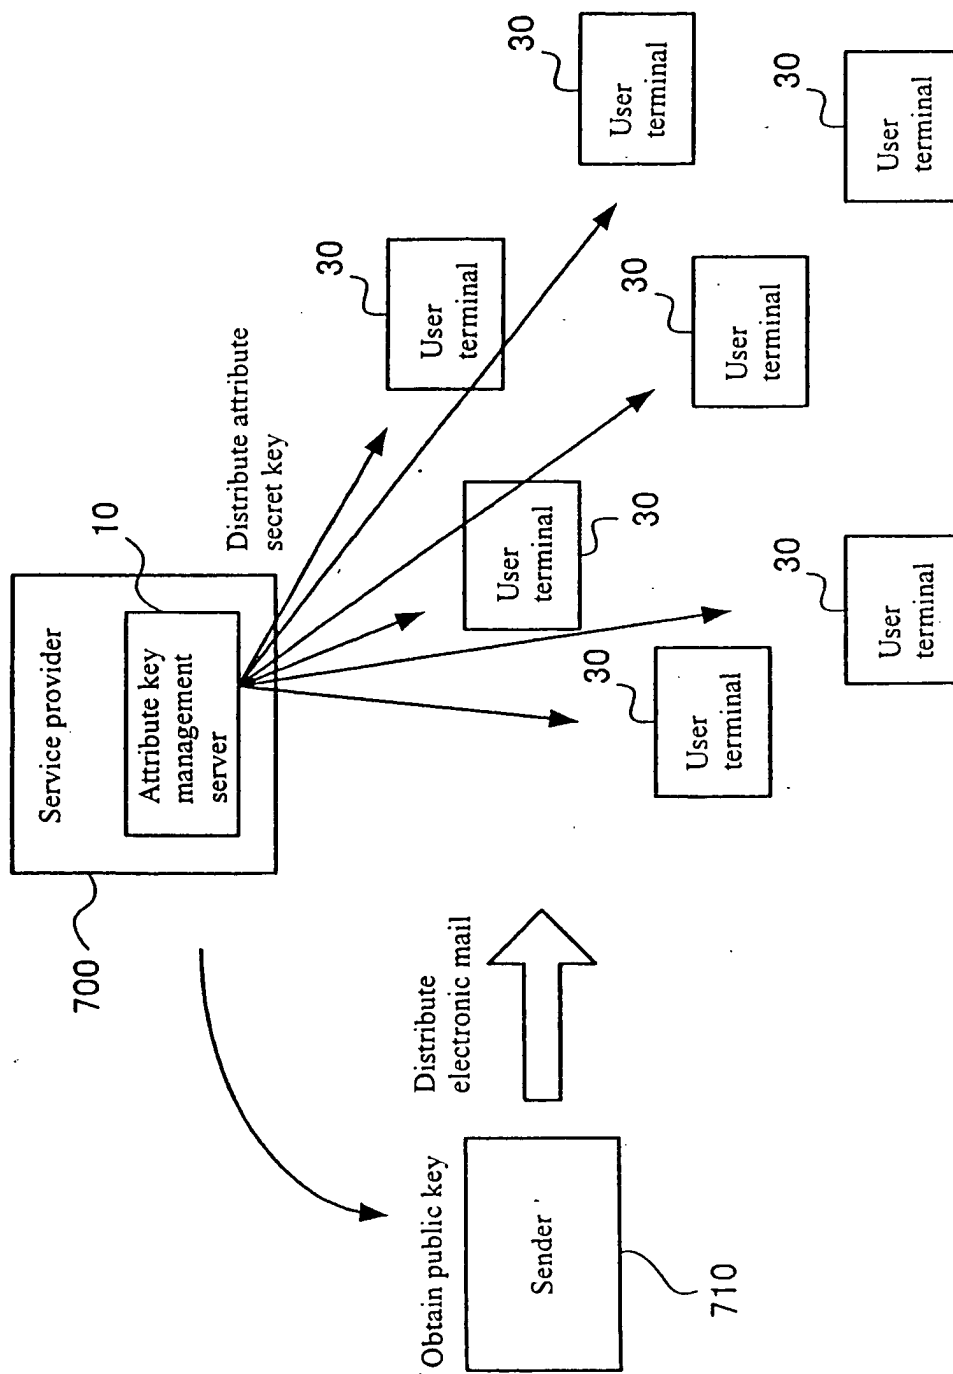 Service provider
Attribute key
management
server
10
700
Distribute attribute
secret key
30
User
terminal
30
User
terminal
30
User
terminal
30
User
terminal
User
terminal
30
30
User
terminal
30
User
terminal
Obtain public key
Sender
710
Distribute
electronic mail